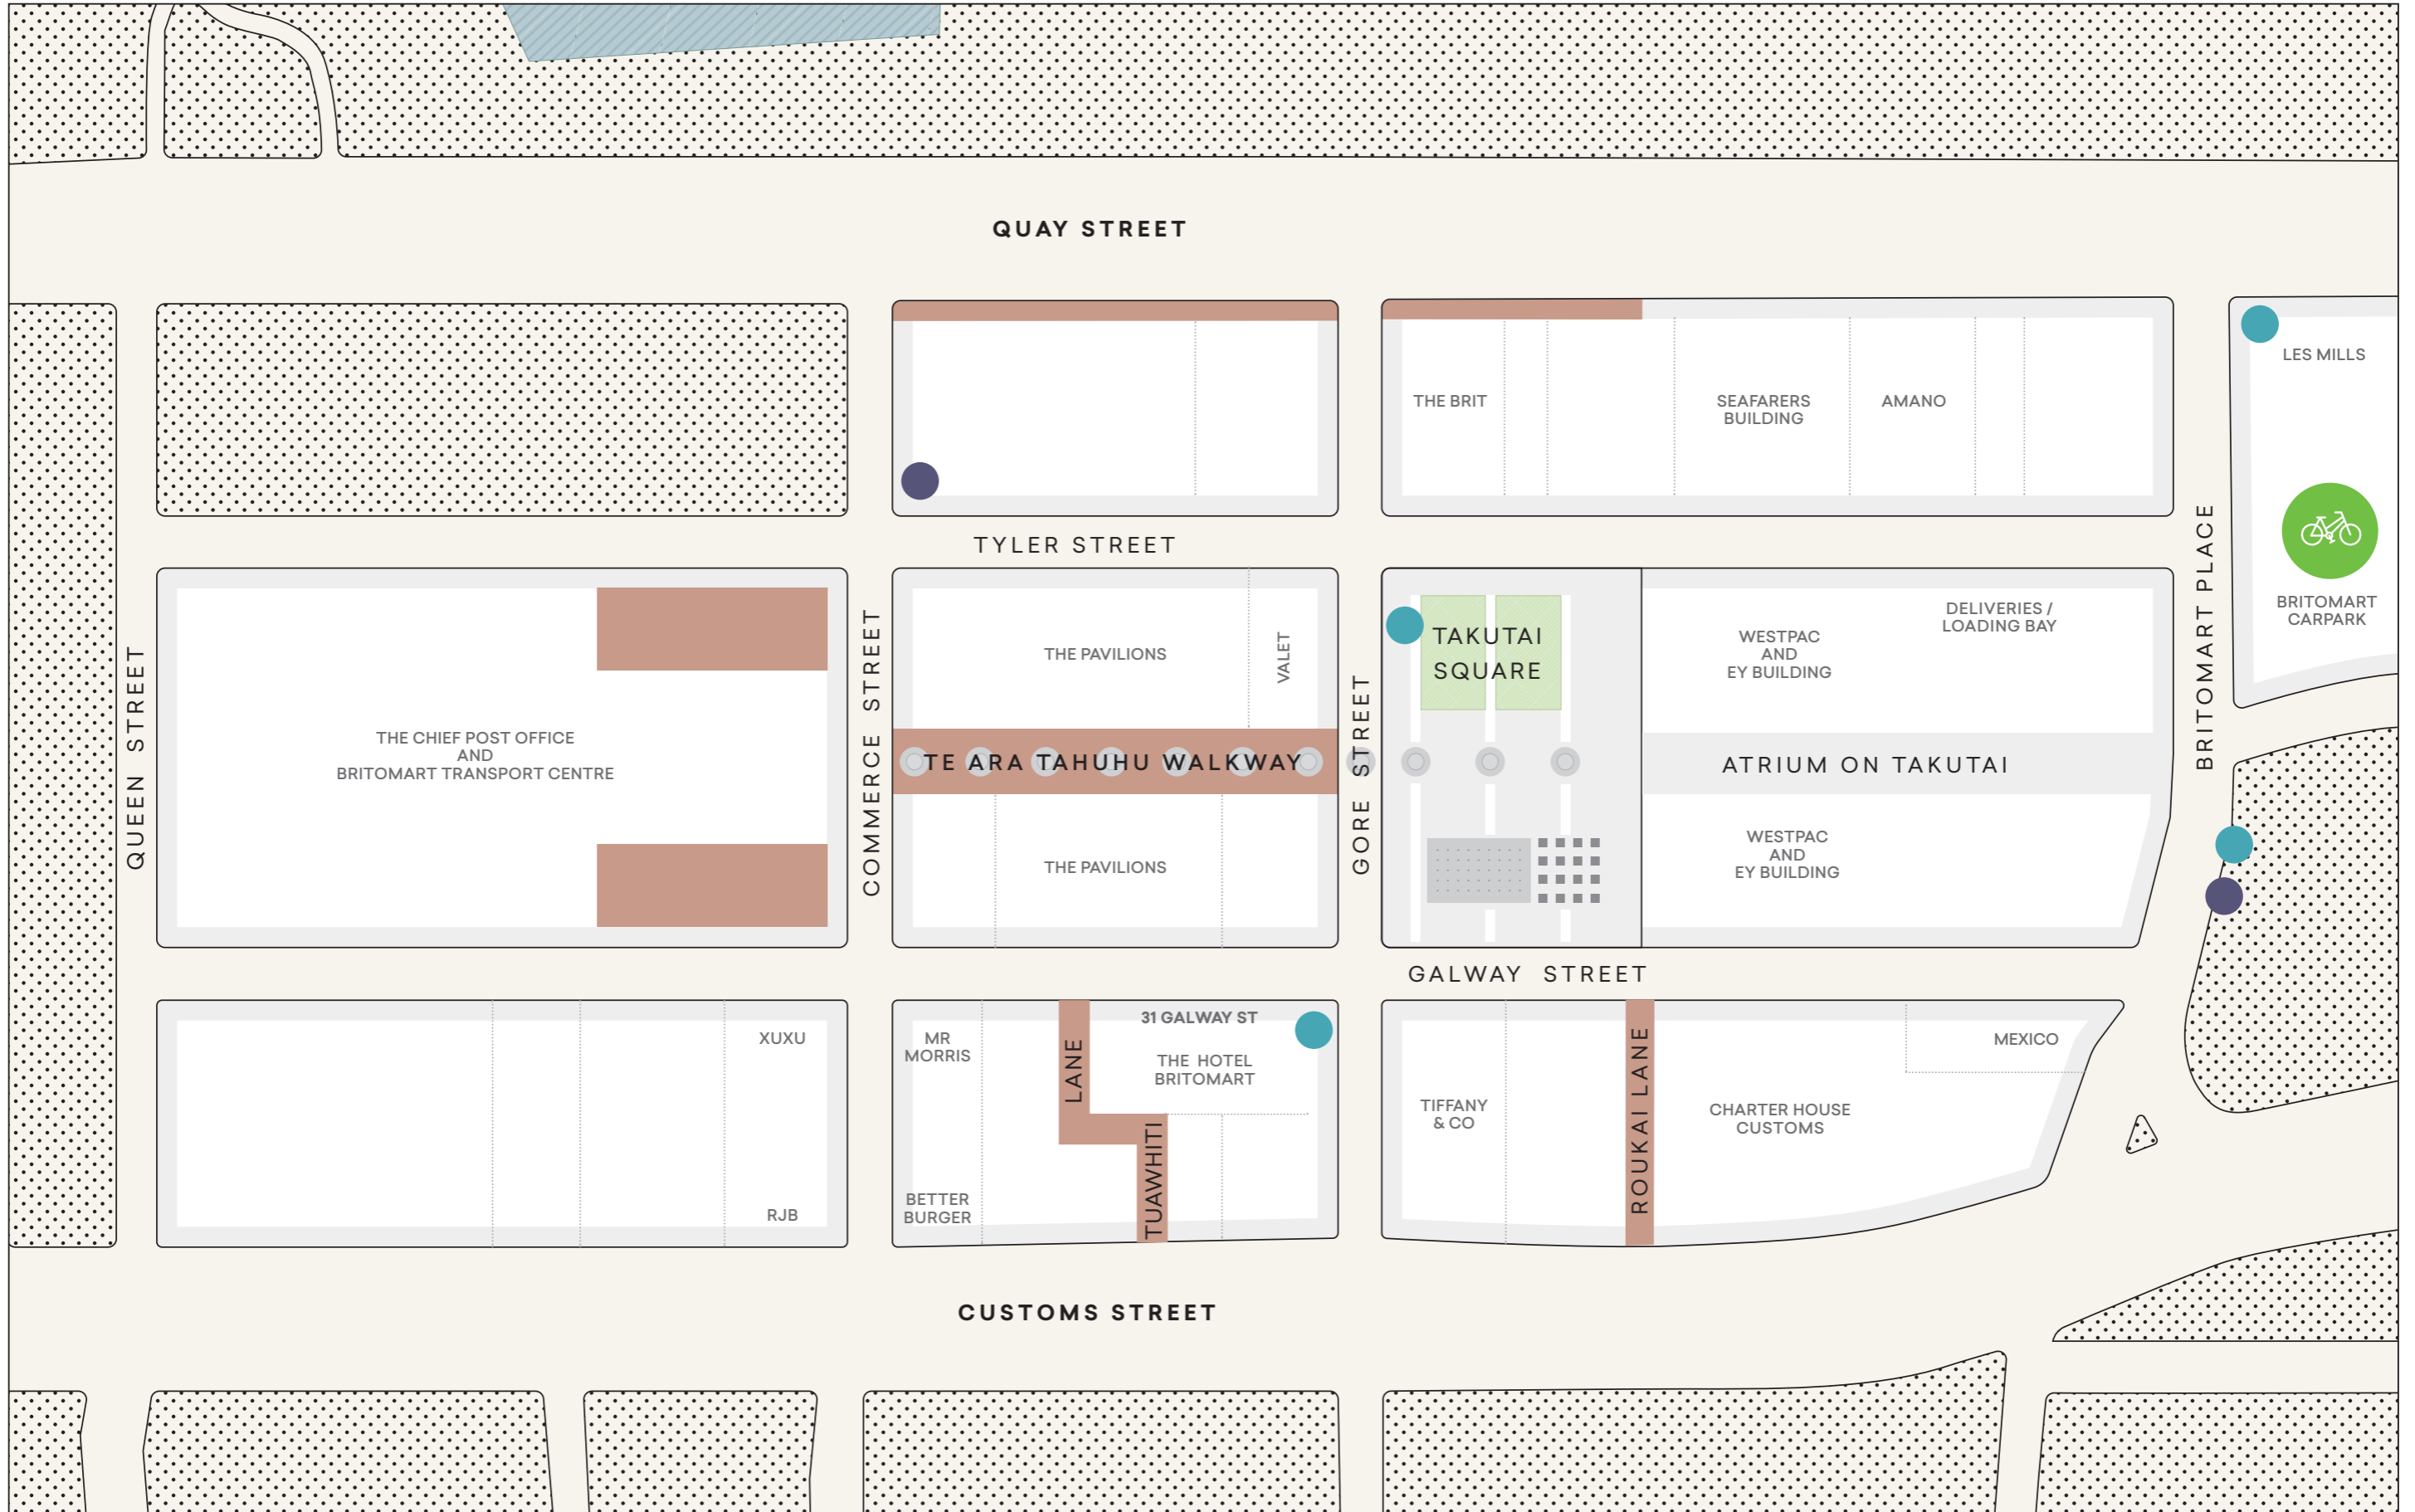 QUAY STREET
LES MILLS
THE BRIT
SEAFARERS
BUILDING
AMANO
TYLER STREET
BRITOMART PLACE
BRITOMART
CARPARK
QUEEN STREET
THE CHIEF POST OFFICE
AND
BRITOMART TRANSPORT CENTRE
COMMERCE STREET
THE PAVILIONS
VALET
TE ARA TAHUHU WALKWAY
THE PAVILIONS
GORE STREET
TAKUTAI
SQUARE
WESTPAC
AND
EY BUILDING
DELIVERIES /
LOADING BAY
ATRIUM ON TAKUTAI
WESTPAC
AND
EY BUILDING
GALWAY STREET
XUXU
RJB
MR
MORRIS
BETTER
BURGER
LANE
TUAWHITI
31 GALWAY ST
THE HOTEL
BRITOMART
TIFFANY
& CO
ROUKAI LANE
CHARTER HOUSE
CUSTOMS
MEXICO
CUSTOMS STREET